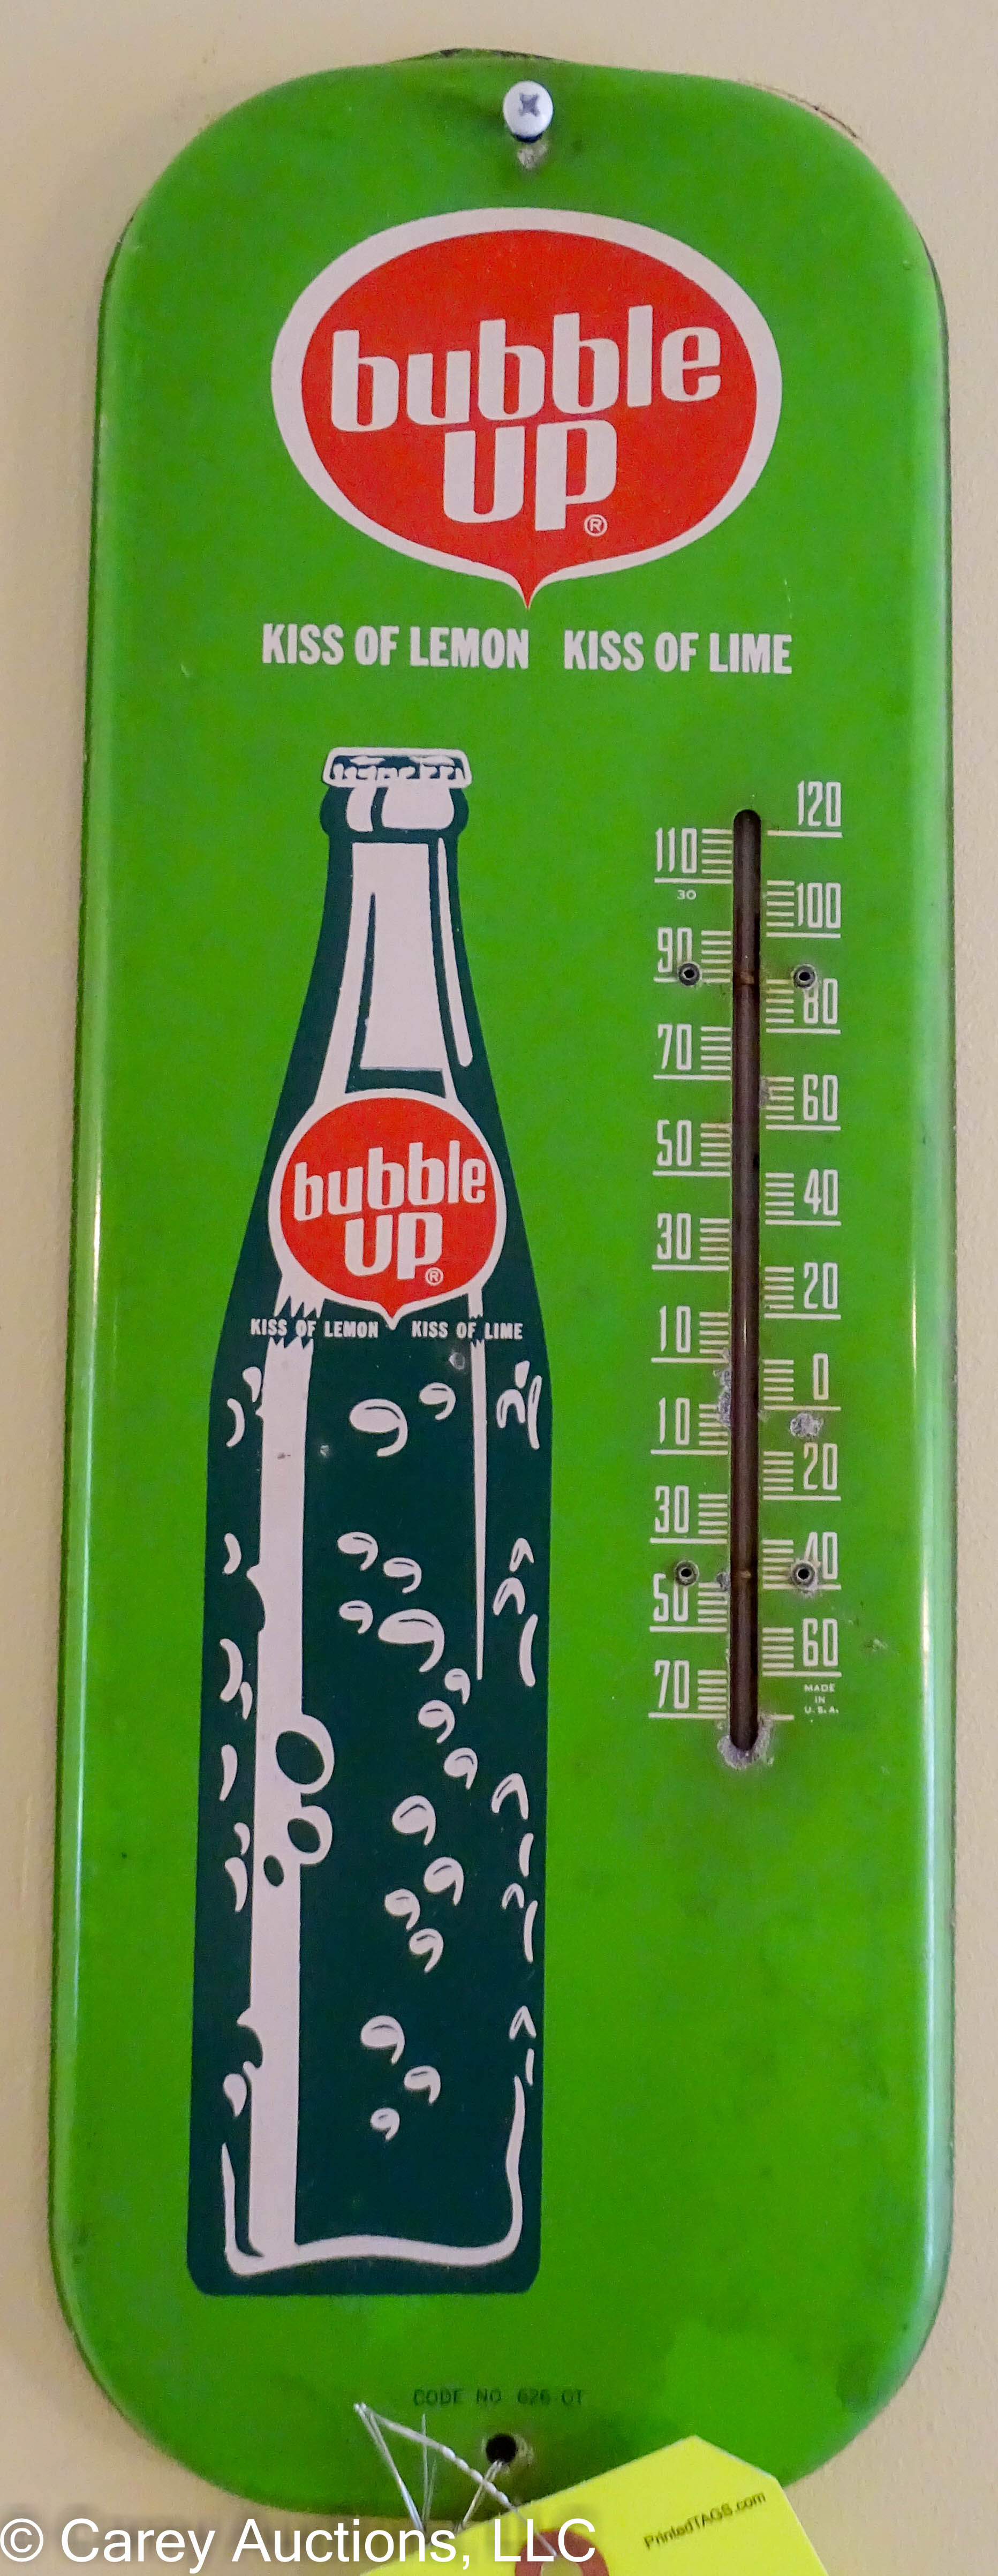 bubble
UP®
KISS OF LEMON KISS OF LIME
120
110
30
100
90
80
70
60
50
40
30
20
10
0
10
20
30
40
50
60
70
MADE
IN
U.S.A.
bubble
UP®
KISS OF LEMON KISS OF LIME
CODE NO 626 OT
PrintedTAGS.com
© Carey Auctions, LLC